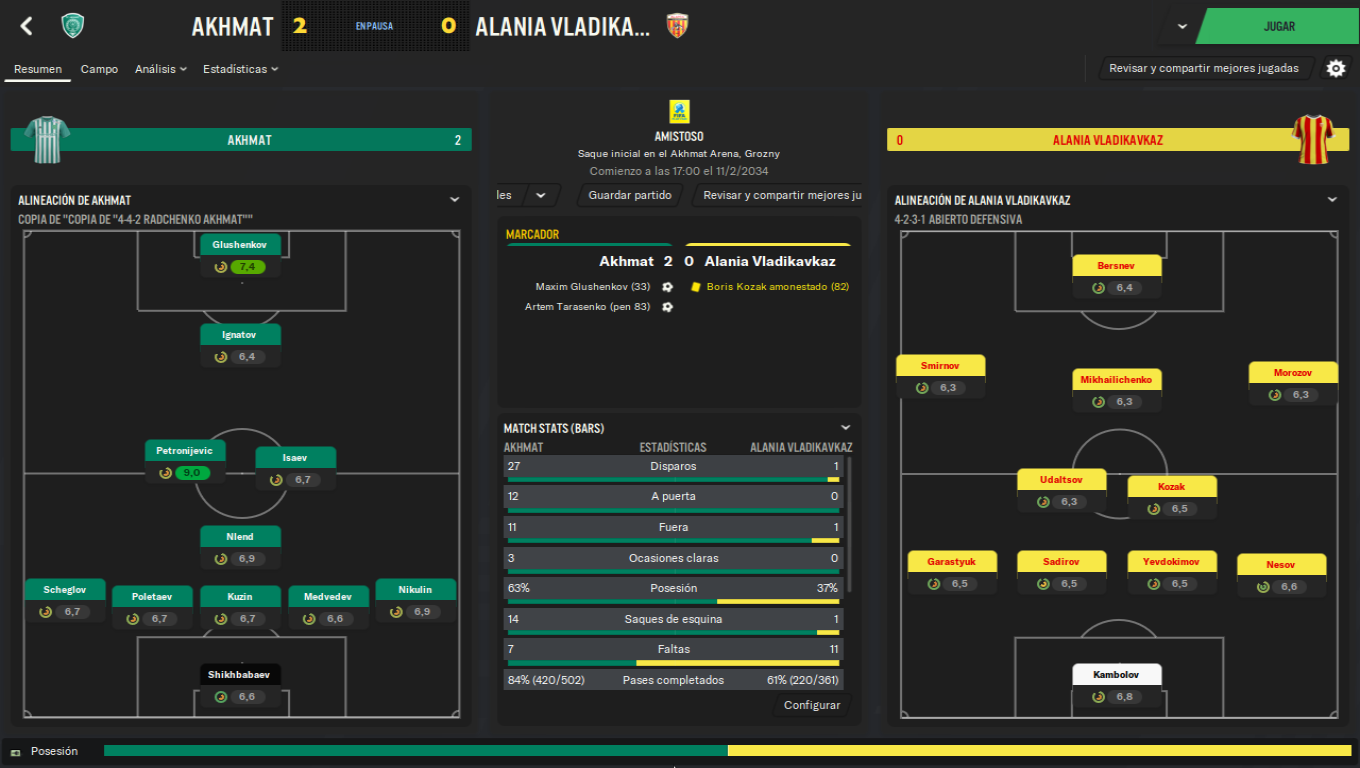 AKHMAT 2 EN PAUSA 0 ALANIA VLADIKA...
JUGAR
Resumen Campo Análisis Estadísticas
Revisar y compartir mejores jugadas
AKHMAT 2
AMISTOSO
Saque inicial en el Akhmat Arena, Grozny
Comienzo a las 17:00 el 11/2/2034
les Guardar partido Revisar y compartir mejores ju
0 ALANIA VLADIKAVKAZ
ALINEACIÓN DE AKHMAT
COPIA DE "COPIA DE "4-4-2 RADCHENKO AKHMAT""
Glushenkov
7,4
Ignatov
6,4
Petronijevic
9,0
Isaev
6,7
Nlend
6,9
Scheglov
6,7
Poletaev
6,7
Kuzin
6,7
Medvedev
6,6
Nikulin
6,9
Shikhbabaev
6,6
MARCADOR
Akhmat 2 0 Alania Vladikavkaz
Maxim Glushenkov (33) Boris Kozak amonestado (82)
Artem Tarasenko (pen 83)
MATCH STATS (BARS)
AKHMAT ESTADÍSTICAS ALANIA VLADIKAVKAZ
27 Disparos 1
12 A puerta 0
11 Fuera 1
3 Ocasiones claras 0
63% Posesión 37%
14 Saques de esquina 1
7 Faltas 11
84% (420/502) Pases completados 61% (220/361)
Configurar
ALINEACIÓN DE ALANIA VLADIKAVKAZ
4-2-3-1 ABIERTO DEFENSIVA
Bersnev
6,4
Smirnov
6,3
Mikhailichenko
6,3
Morozov
6,3
Udaltsov
6,3
Kozak
6,5
Garastyuk
6,5
Sadirov
6,5
Yevdokimov
6,5
Nesov
6,6
Kambolov
6,8
Posesión